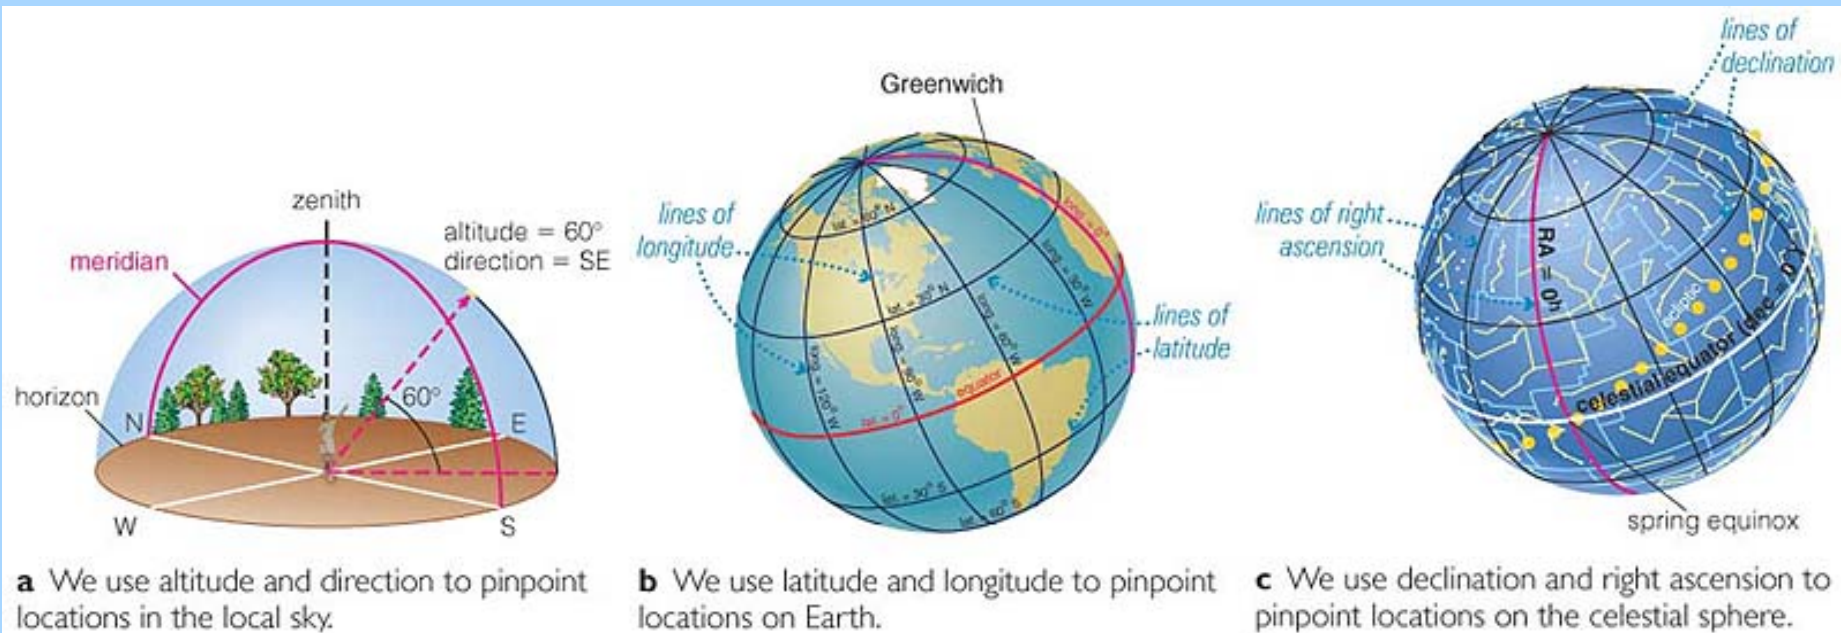 zenith
altitude = 60°
direction = SE
meridian
60°
horizon
N
E
W
S
a We use altitude and direction to pinpoint
locations in the local sky.
Greenwich
lines of
longitude
lat. = 60° N
long. = 0°
long. = 30° W
lat. = 30° N
long. = 60° W
long. = 90° W
long. = 120° W
lines of
latitude
equator
lat. = 0°
lat. = 30° S
lat. = 60° S
b We use latitude and longitude to pinpoint
locations on Earth.
lines of
declination
lines of right
ascension
RA = 0h
ecliptic
celestial equator (dec = 0°)
spring equinox
c We use declination and right ascension to
pinpoint locations on the celestial sphere.